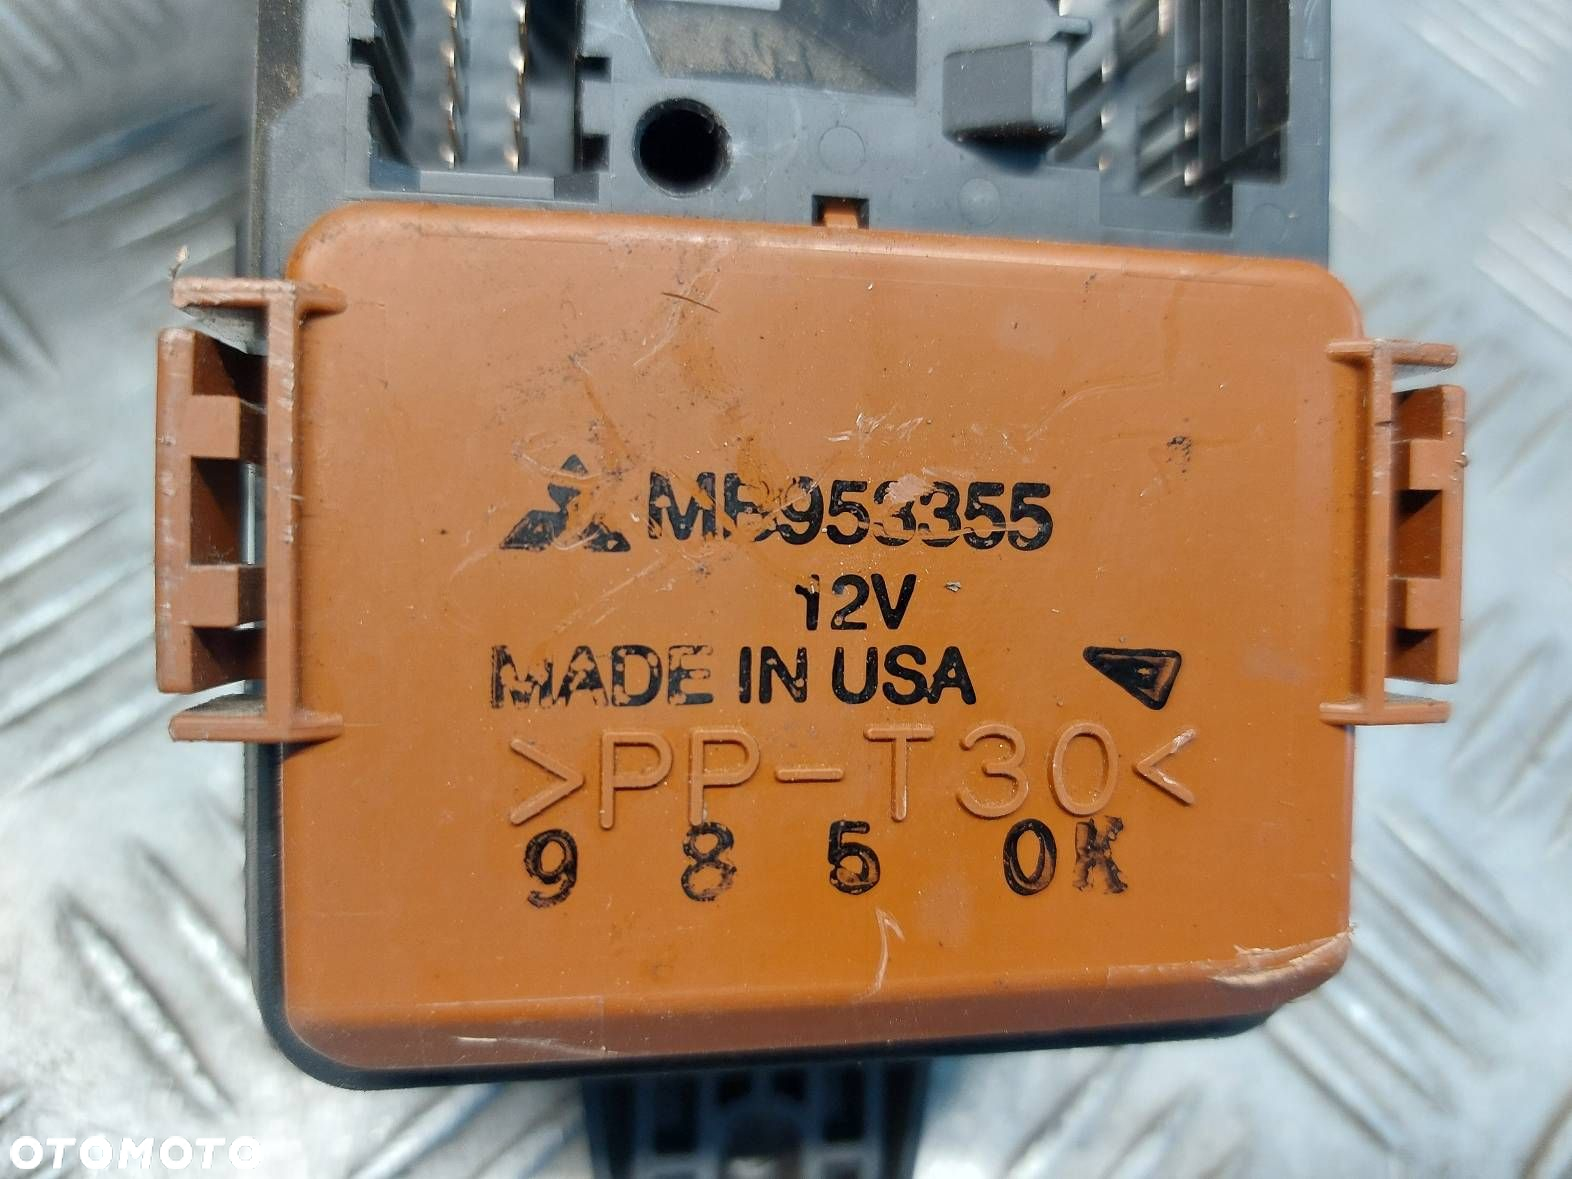 MB953355
12V
MADE IN USA
>PP-T30<
9 8 5 0K
OTOMOTO